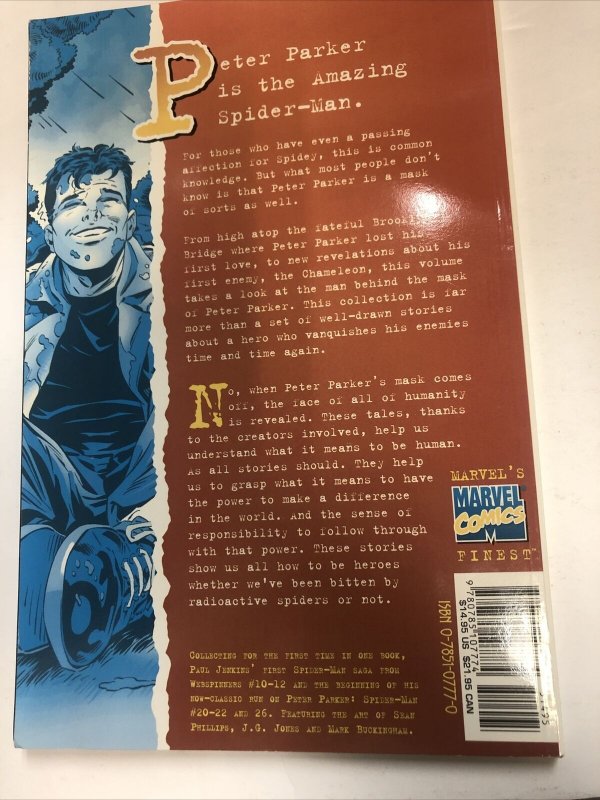 Peter Parker
is the Amazing
Spider-Man.
For those who have even a passing
affection for Spidey, this is common
knowledge. But what most people don't
know is that Peter Parker is a mask
of sorts as well.
From high atop the fateful Brooklyn
Bridge where Peter Parker lost his
first love, to new revelations about his
first enemy, the Chameleon, this volume
takes a look at the man behind the mask
of Peter Parker. This collection is far
more than a set of well-drawn stories
about a hero who vanquishes his enemies
time and time again.
No, when Peter Parker's mask comes
off, the face of all of humanity
is revealed. These tales, thanks
to the creators involved, help us
understand what it means to be human.
As all stories should. They help
us to grasp what it means to have
the power to make a difference
in the world. And the sense of
responsibility to follow through
with that power. These stories
show us all how to be heroes
whether we've been bitten by
radioactive spiders or not.
MARVEL'S
MARVEL
COMICS
M
FINEST™
9 780785 107774
$14.95 US $21.95 CAN
ISBN 0-7851-0777-0
Collecting for the first time in one book,
Paul Jenkins' first Spider-Man saga from
Webspinners #10-12 and the beginning of his
now-classic run on Peter Parker: Spider-Man
#20-22 and 26. Featuring the art of Sean
Phillips, J.G. Jones and Mark Buckingham.